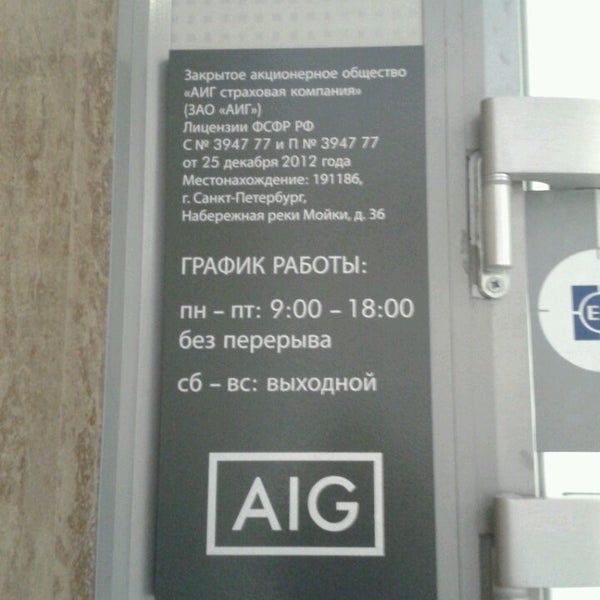 Закрытое акционерное общество
«АИГ страховая компания»
(ЗАО «АИГ»)
Лицензии ФСФР РФ
С № 3947 77 и П № 3947 77
от 25 декабря 2012 года
Местонахождение: 191186,
г. Санкт-Петербург,
Набережная реки Мойки, д. 36
ГРАФИК РАБОТЫ:
пн – пт: 9:00 – 18:00
без перерыва
сб – вс: выходной
AIG
E